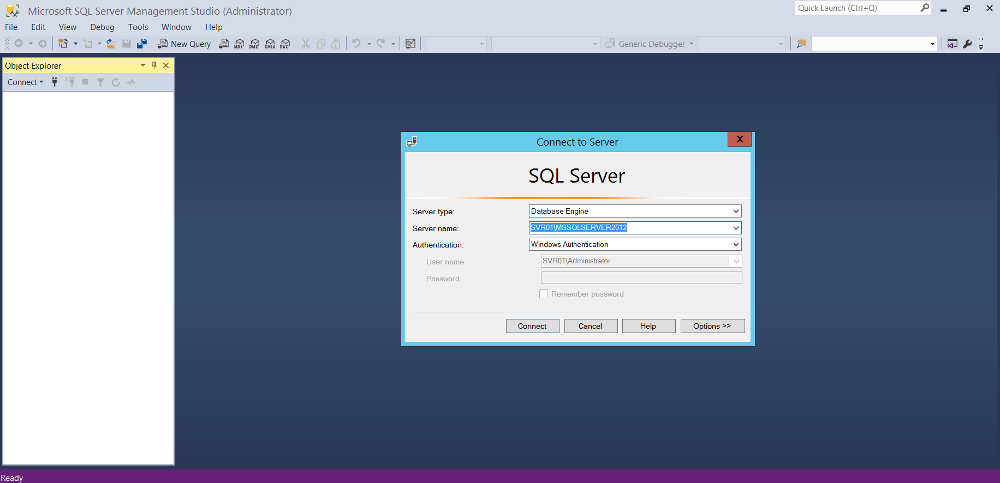 Microsoft SQL Server Management Studio (Administrator)
Quick Launch (Ctrl+Q)
File Edit View Debug Tools Window Help
New Query MDX DMX XMLA DAX Generic Debugger
Object Explorer
Connect
Connect to Server
X
SQL Server
Server type: Database Engine
Server name: SVR01\MSSQLSERVER2012
Authentication: Windows Authentication
User name: SVR01\Administrator
Password:
Remember password
Connect Cancel Help Options >>
Ready